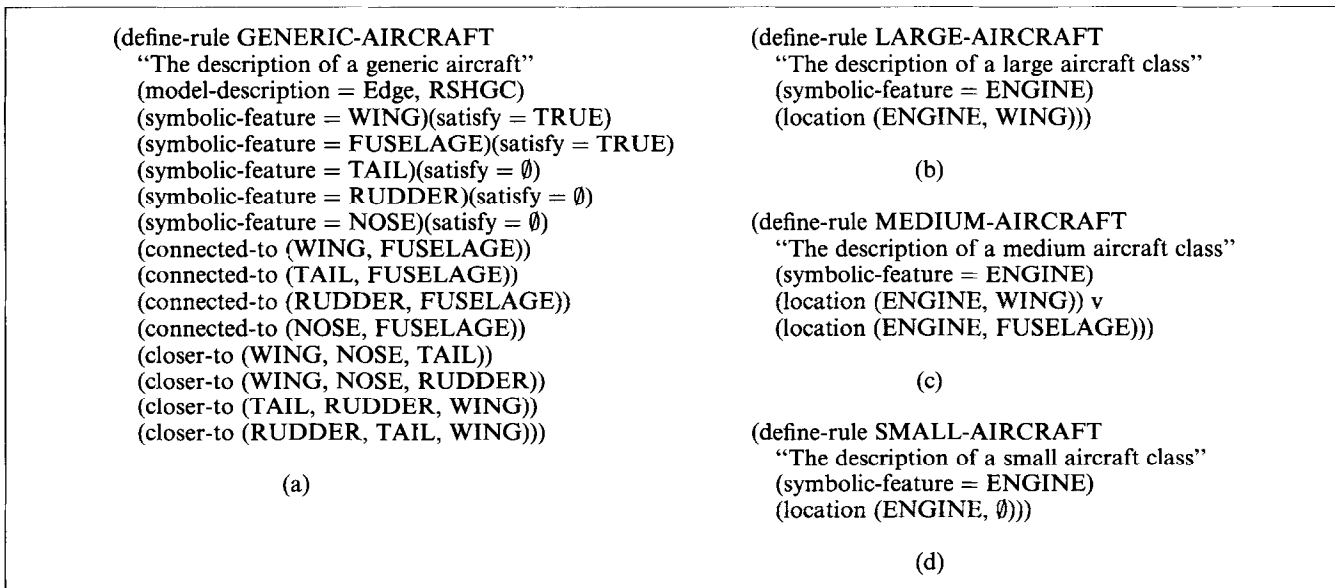 (define-rule GENERIC-AIRCRAFT
“The description of a generic aircraft”
(model-description = Edge, RSHGC)
(symbolic-feature = WING)(satisfy = TRUE)
(symbolic-feature = FUSELAGE)(satisfy = TRUE)
(symbolic-feature = TAIL)(satisfy = ∅)
(symbolic-feature = RUDDER)(satisfy = ∅)
(symbolic-feature = NOSE)(satisfy = ∅)
(connected-to (WING, FUSELAGE))
(connected-to (TAIL, FUSELAGE))
(connected-to (RUDDER, FUSELAGE))
(connected-to (NOSE, FUSELAGE))
(closer-to (WING, NOSE, TAIL))
(closer-to (WING, NOSE, RUDDER))
(closer-to (TAIL, RUDDER, WING))
(closer-to (RUDDER, TAIL, WING)))
(a)
(define-rule LARGE-AIRCRAFT
“The description of a large aircraft class”
(symbolic-feature = ENGINE)
(location (ENGINE, WING)))
(b)
(define-rule MEDIUM-AIRCRAFT
“The description of a medium aircraft class”
(symbolic-feature = ENGINE)
(location (ENGINE, WING)) v
(location (ENGINE, FUSELAGE)))
(c)
(define-rule SMALL-AIRCRAFT
“The description of a small aircraft class”
(symbolic-feature = ENGINE)
(location (ENGINE, ∅)))
(d)